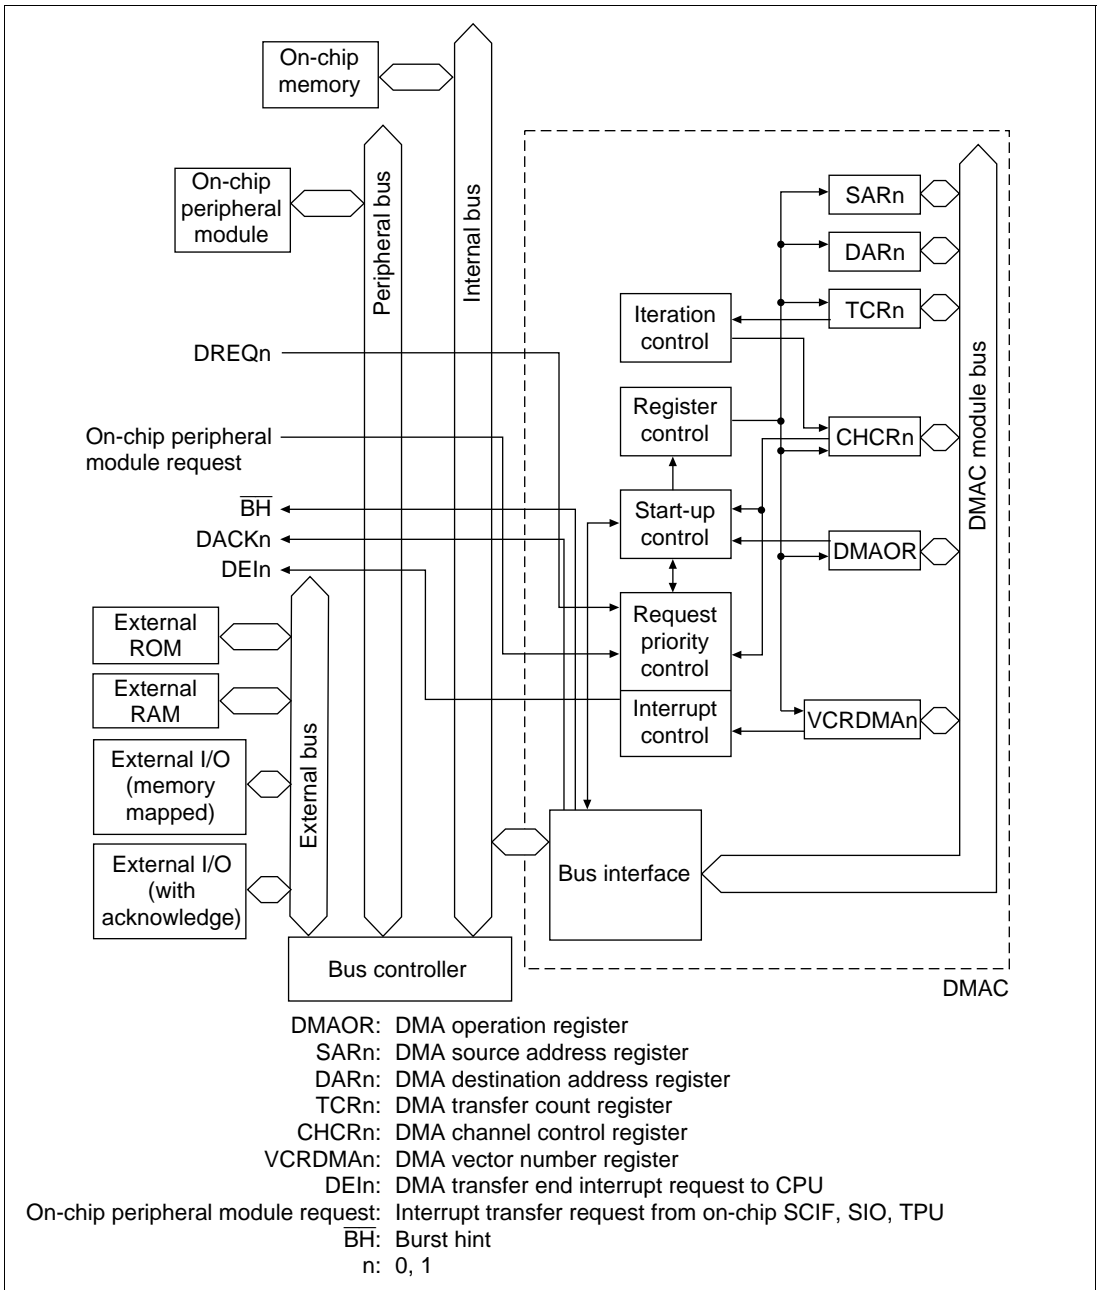 On-chip
memory
On-chip
peripheral
module
Peripheral bus
Internal bus
SARn
DARn
TCRn
Iteration
control
DREQn
Register
control
On-chip peripheral
module request
CHCRn
DMAC module bus
B̅H̅
DACKn
DEIn
Start-up
control
DMAOR
External
ROM
Request
priority
control
External
RAM
Interrupt
control
VCRDMAn
External I/O
(memory
mapped)
External bus
External I/O
(with
acknowledge)
Bus interface
Bus controller
DMAC
DMAOR: DMA operation register
SARn: DMA source address register
DARn: DMA destination address register
TCRn: DMA transfer count register
CHCRn: DMA channel control register
VCRDMAn: DMA vector number register
DEIn: DMA transfer end interrupt request to CPU
On-chip peripheral module request: Interrupt transfer request from on-chip SCIF, SIO, TPU
B̅H̅: Burst hint
n: 0, 1